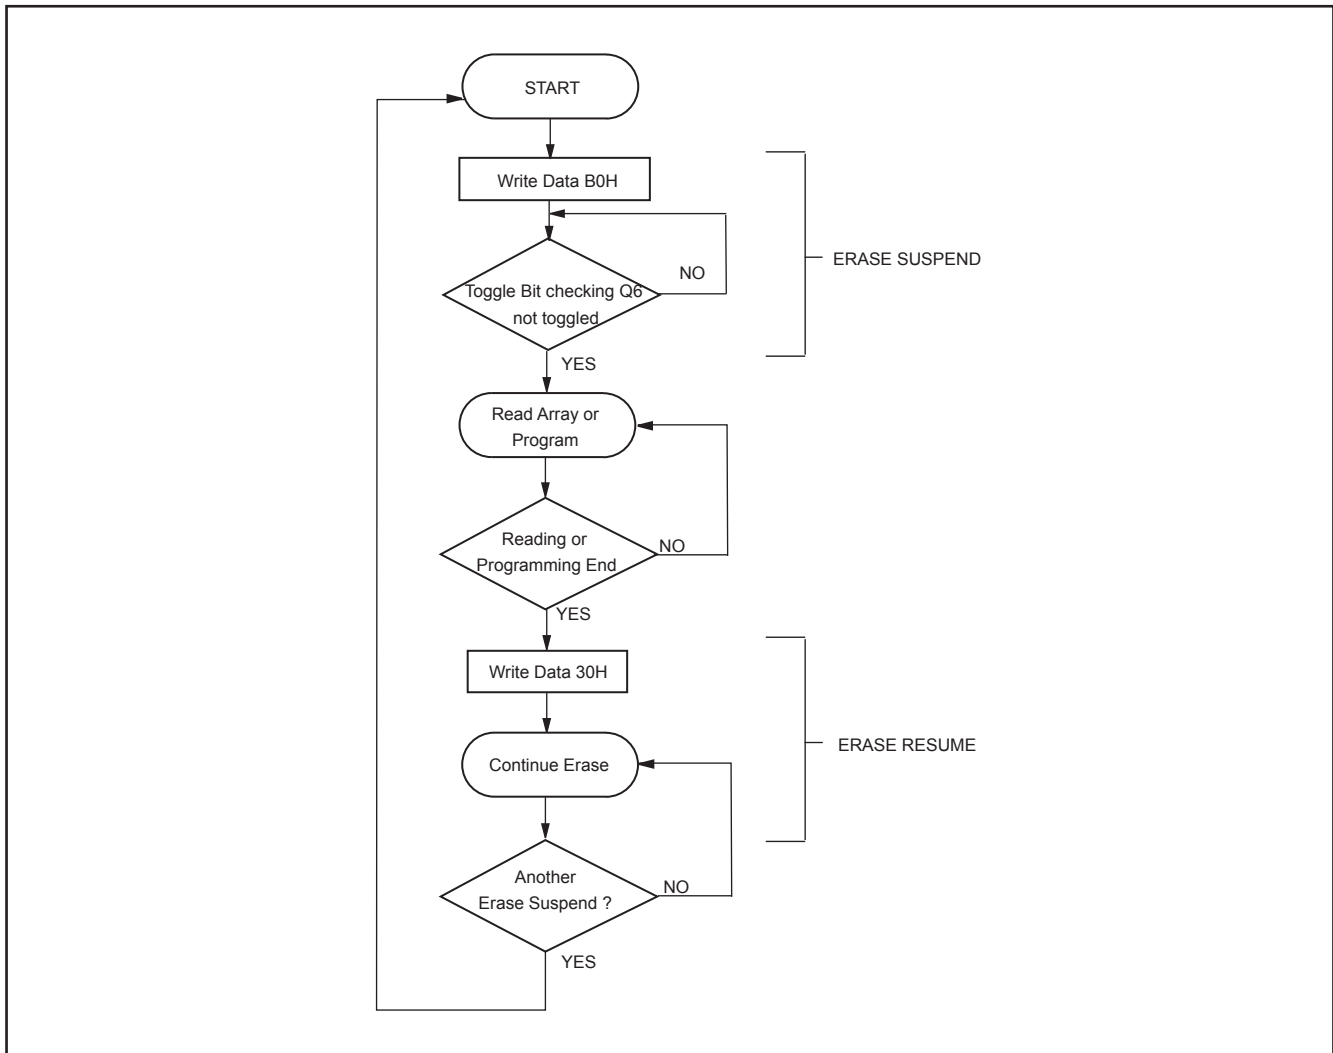 START
Write Data B0H
ERASE SUSPEND
NO
Toggle Bit checking Q6
not toggled
YES
Read Array or
Program
Reading or
Programming End
NO
YES
Write Data 30H
ERASE RESUME
Continue Erase
Another
Erase Suspend ?
NO
YES